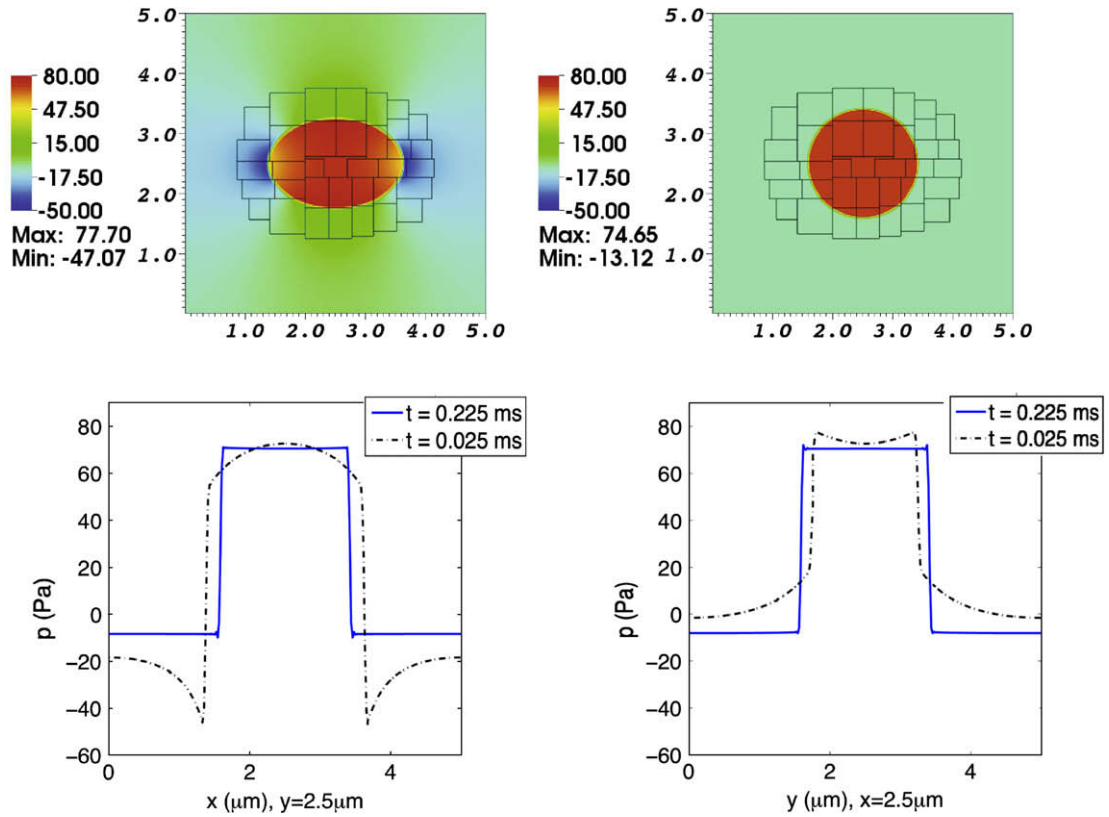 5.0
4.0
3.0
2.0
1.0
1.0 2.0 3.0 4.0 5.0
80.00
47.50
15.00
-17.50
-50.00
Max: 77.70
Min: -47.07
5.0
4.0
3.0
2.0
1.0
1.0 2.0 3.0 4.0 5.0
80.00
47.50
15.00
-17.50
-50.00
Max: 74.65
Min: -13.12
t = 0.225 ms
t = 0.025 ms
80
60
40
20
0
−20
−40
−60
p (Pa)
0 2 4
x (μm), y=2.5μm
t = 0.225 ms
t = 0.025 ms
80
60
40
20
0
−20
−40
−60
p (Pa)
0 2 4
y (μm), x=2.5μm